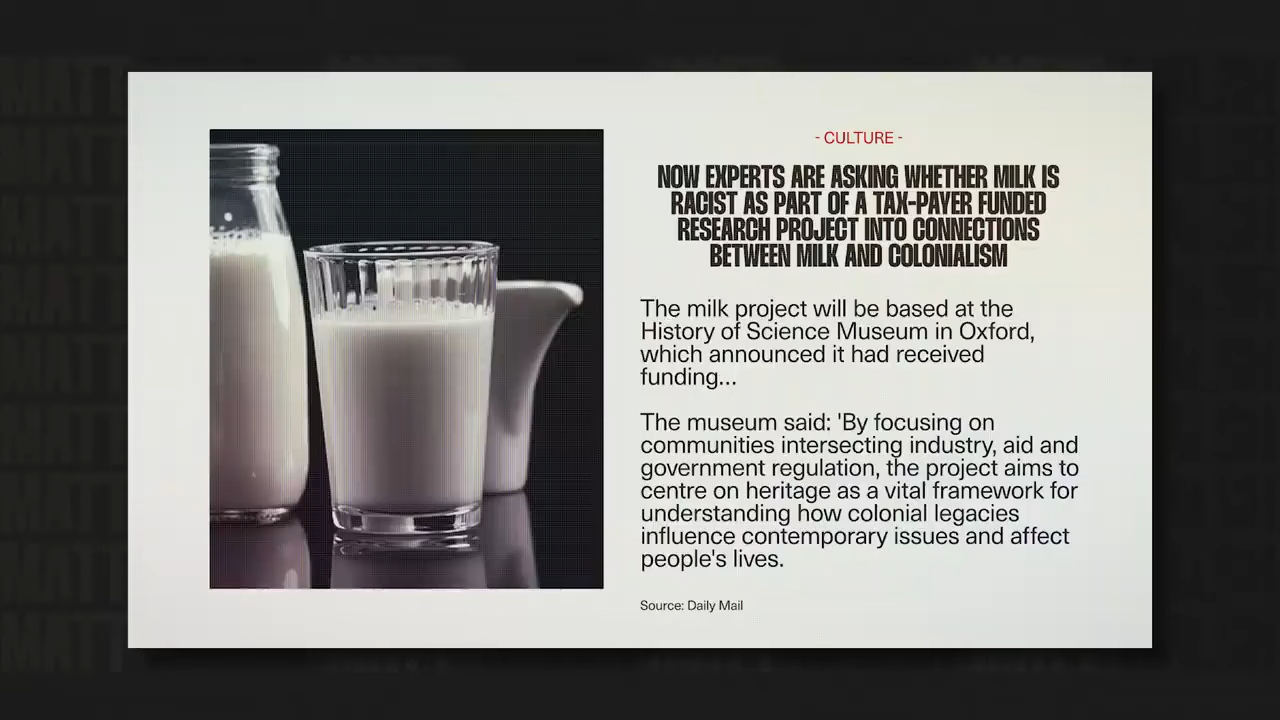 - CULTURE -
NOW EXPERTS ARE ASKING WHETHER MILK IS
RACIST AS PART OF A TAX-PAYER FUNDED
RESEARCH PROJECT INTO CONNECTIONS
BETWEEN MILK AND COLONIALISM
The milk project will be based at the
History of Science Museum in Oxford,
which announced it had received
funding...
The museum said: 'By focusing on
communities intersecting industry, aid and
government regulation, the project aims to
centre on heritage as a vital framework for
understanding how colonial legacies
influence contemporary issues and affect
people's lives.
Source: Daily Mail